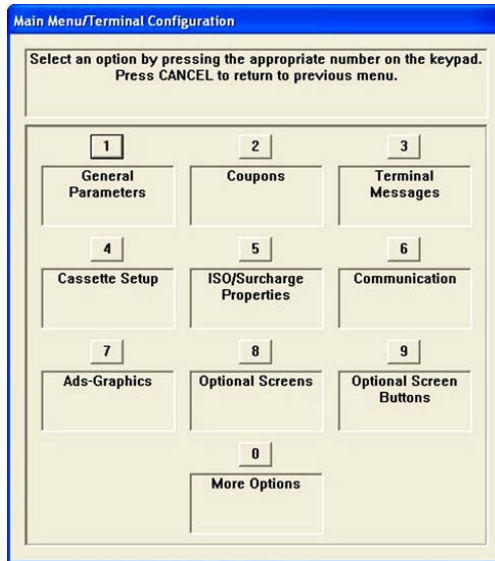 Main Menu/Terminal Configuration
Select an option by pressing the appropriate number on the keypad.
Press CANCEL to return to previous menu.
1 2 3
General Coupons Terminal
Parameters Messages
4 5 6
Cassette Setup ISO/Surcharge Communication
Properties
7 8 9
Ads-Graphics Optional Screens Optional Screen
Buttons
0
More Options